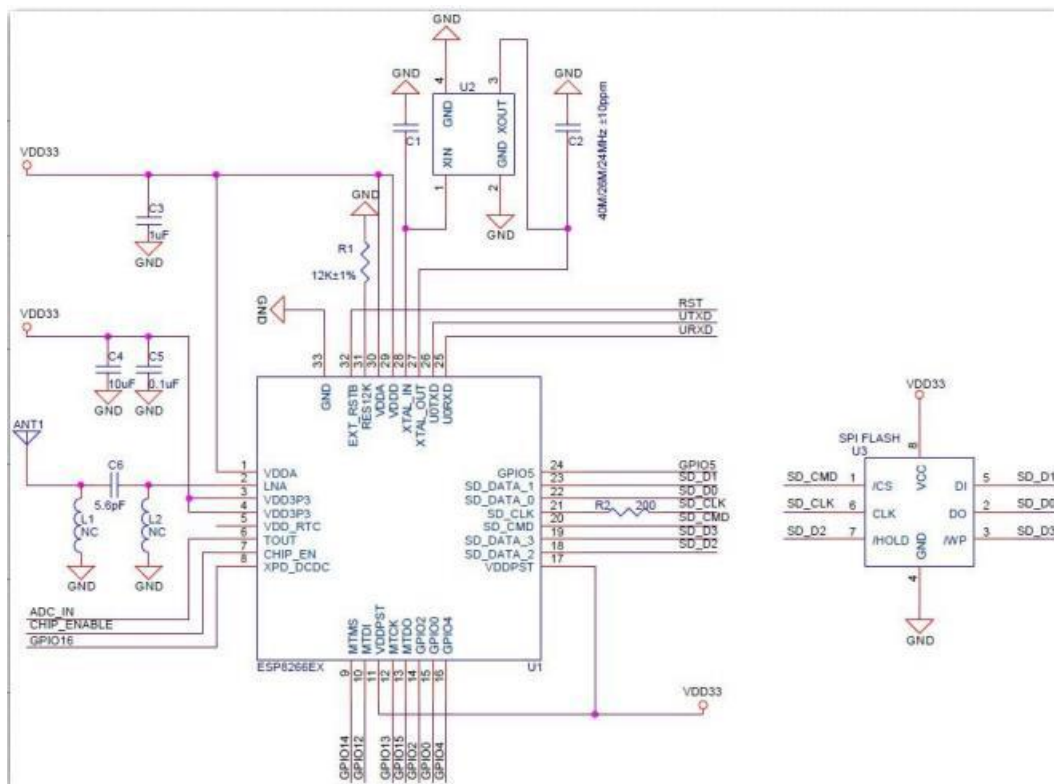 GND
GND
GND
4
3
U2
GND
XOUT
C1
C2
XIN
GND
1
2
40M/26M/24MHz ±10ppm
VDD33
GND
GND
C3
1uF
GND
R1
12K±1%
GND
RST
UTXD
URXD
VDD33
C4
10uF
GND
C5
0.1uF
GND
33
32
31
30
29
28
27
26
25
GND
EXT_RSTB
RES12K
VDDA
VDDD
XTAL_IN
XTAL_OUT
U0TXD
U0RXD
ANT1
C6
5.6pF
L1
NC
GND
L2
NC
GND
1 VDDA
2 LNA
3 VDD3P3
4 VDD3P3
5 VDD_RTC
6 TOUT
7 CHIP_EN
8 XPD_DCDC
ADC_IN
CHIP_ENABLE
GPIO16
GPIO5 24 GPIO5
SD_DATA_1 23 SD_D1
SD_DATA_0 22 SD_D0
SD_CLK 21 R2 200 SD_CLK
SD_CMD 20 SD_CMD
SD_DATA_3 19 SD_D3
SD_DATA_2 18 SD_D2
VDDPST 17
MTMS
MTDI
VDDPST
MTCK
MTDO
GPIO2
GPIO0
GPIO4
ESP8266EX
U1
9
10
11
12
13
14
15
16
GPIO14
GPIO12
GPIO13
GPIO15
GPIO2
GPIO0
GPIO4
VDD33
VDD33
SPI FLASH
U3
8
VCC
SD_CMD 1 /CS
SD_CLK 6 CLK
SD_D2 7 /HOLD
DI 5 SD_D1
DO 2 SD_D0
/WP 3 SD_D3
GND
4
GND